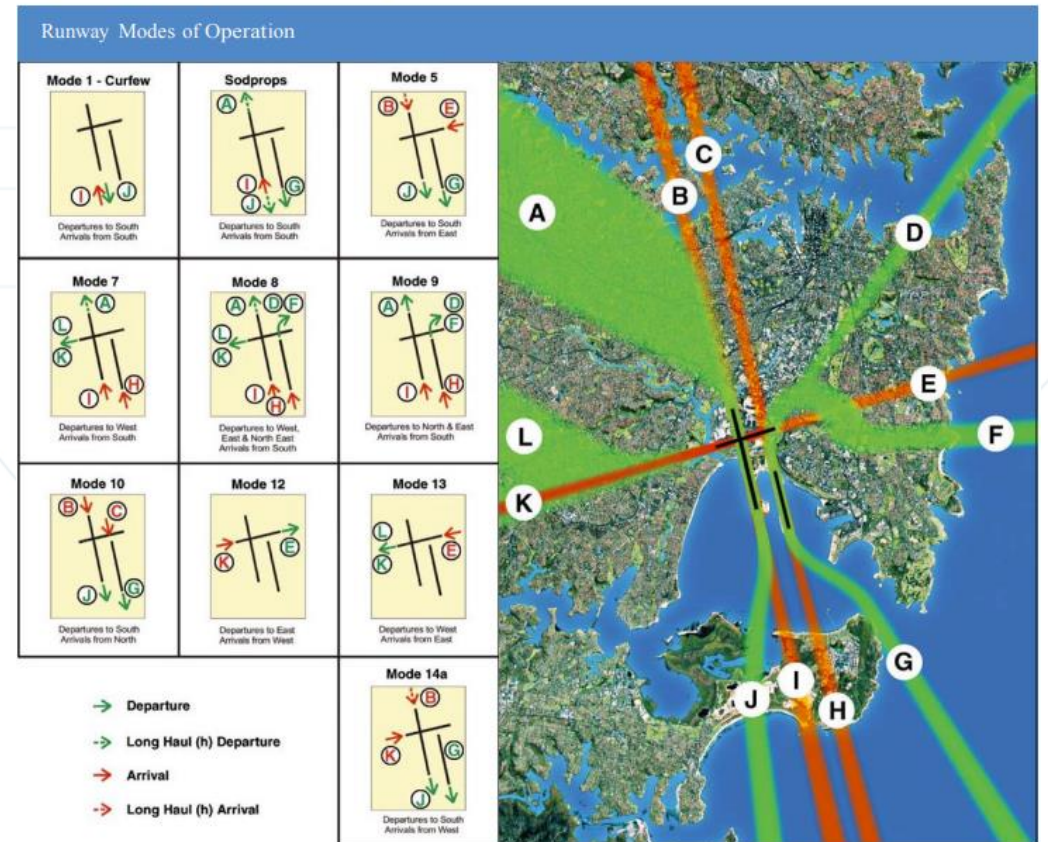 Runway Modes of Operation
Mode 1 - Curfew
I
J
Departures to South
Arrivals from South
Sodprops
A
I
J
G
Departures to South
Arrivals from South
Mode 5
B
E
J
G
Departures to South
Arrivals from East
Mode 7
A
L
K
I
H
Departures to West
Arrivals from South
Mode 8
A
D
F
L
K
I
H
Departures to West,
East & North East
Arrivals from South
Mode 9
A
D
F
I
H
Departures to North & East
Arrivals from South
Mode 10
B
C
J
G
Departures to South
Arrivals from North
Mode 12
K
E
Departures to East
Arrivals from West
Mode 13
L
K
E
Departures to West
Arrivals from East
Mode 14a
B
K
G
J
Departures to South
Arrivals from West
Departure
Long Haul (h) Departure
Arrival
Long Haul (h) Arrival
C
B
A
D
E
L
F
K
G
I
J
H